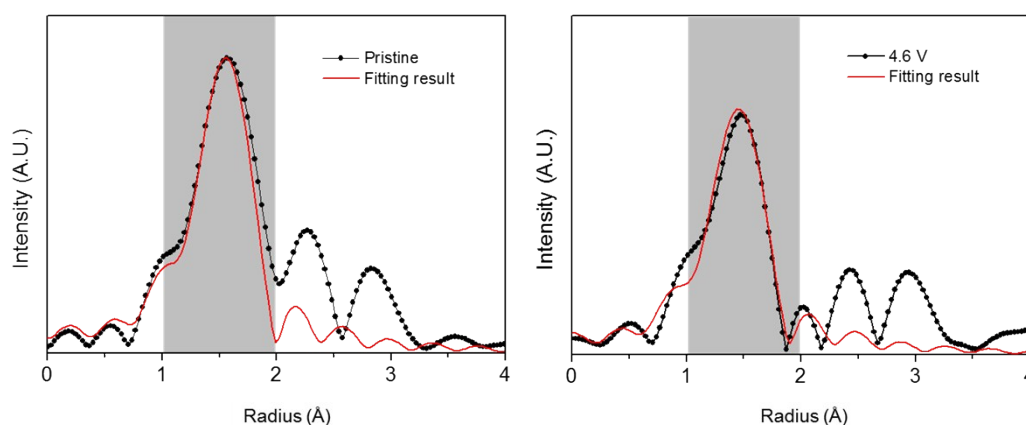 Pristine
Fitting result
Intensity (A.U.)
0 1 2 3 4
Radius (Å)
4.6 V
Fitting result
Intensity (A.U.)
0 1 2 3 4
Radius (Å)